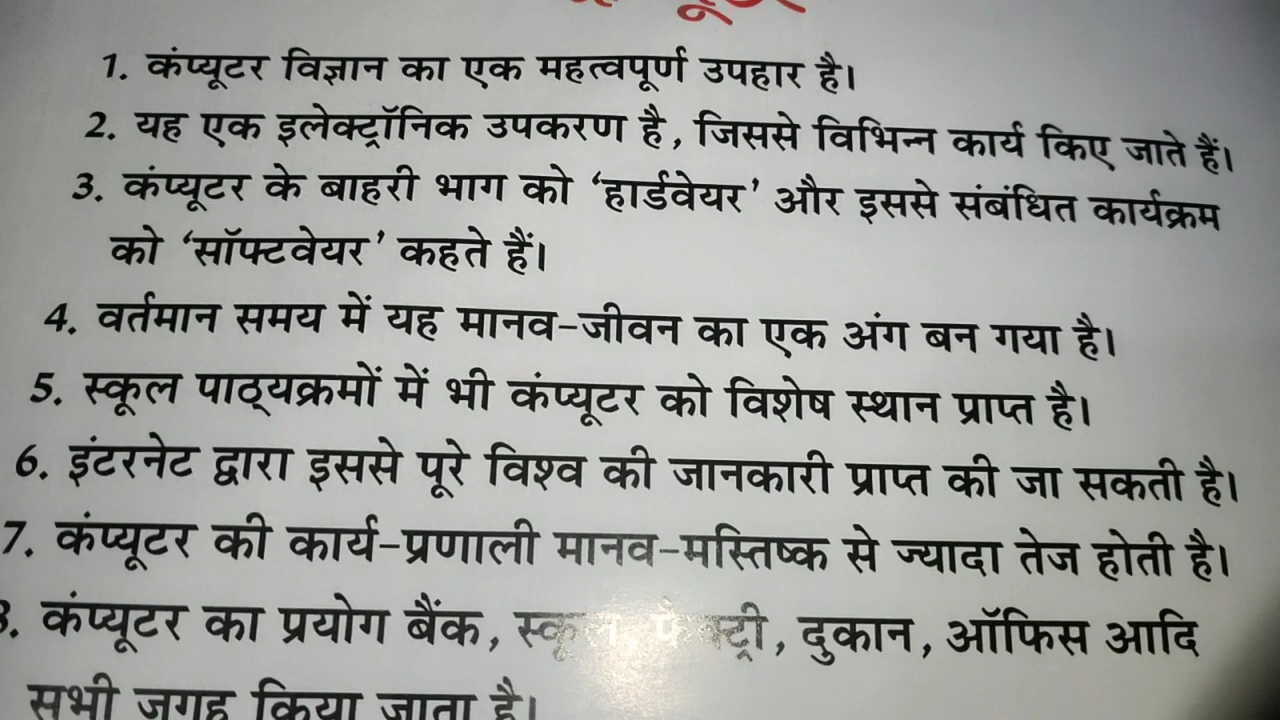 1. कंप्यूटर विज्ञान का एक महत्वपूर्ण उपहार है।
2. यह एक इलेक्ट्रॉनिक उपकरण है, जिससे विभिन्न कार्य किए जाते हैं।
3. कंप्यूटर के बाहरी भाग को ‘हार्डवेयर’ और इससे संबंधित कार्यक्रम
को ‘सॉफ्टवेयर’ कहते हैं।
4. वर्तमान समय में यह मानव-जीवन का एक अंग बन गया है।
5. स्कूल पाठ्यक्रमों में भी कंप्यूटर को विशेष स्थान प्राप्त है।
6. इंटरनेट द्वारा इससे पूरे विश्व की जानकारी प्राप्त की जा सकती है।
7. कंप्यूटर की कार्य-प्रणाली मानव-मस्तिष्क से ज्यादा तेज होती है।
8. कंप्यूटर का प्रयोग बैंक, दुकान, ऑफिस आदि
सभी जगह किया जाता है।